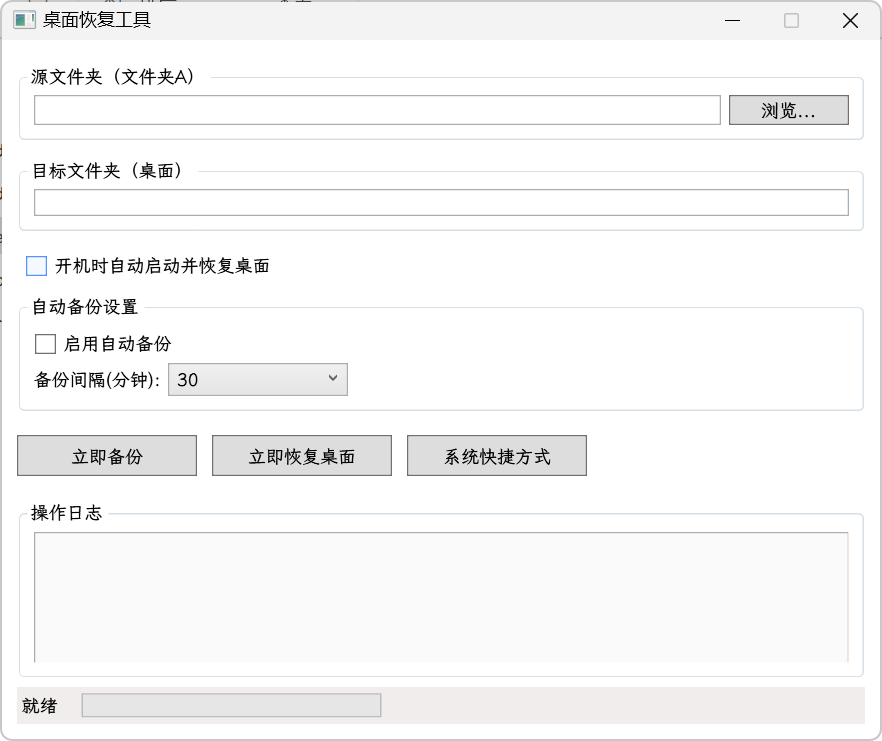 桌面恢复工具
源文件夹（文件夹A）
浏览...
目标文件夹（桌面）
开机时自动启动并恢复桌面
自动备份设置
启用自动备份
备份间隔(分钟): 30
立即备份 立即恢复桌面 系统快捷方式
操作日志
就绪